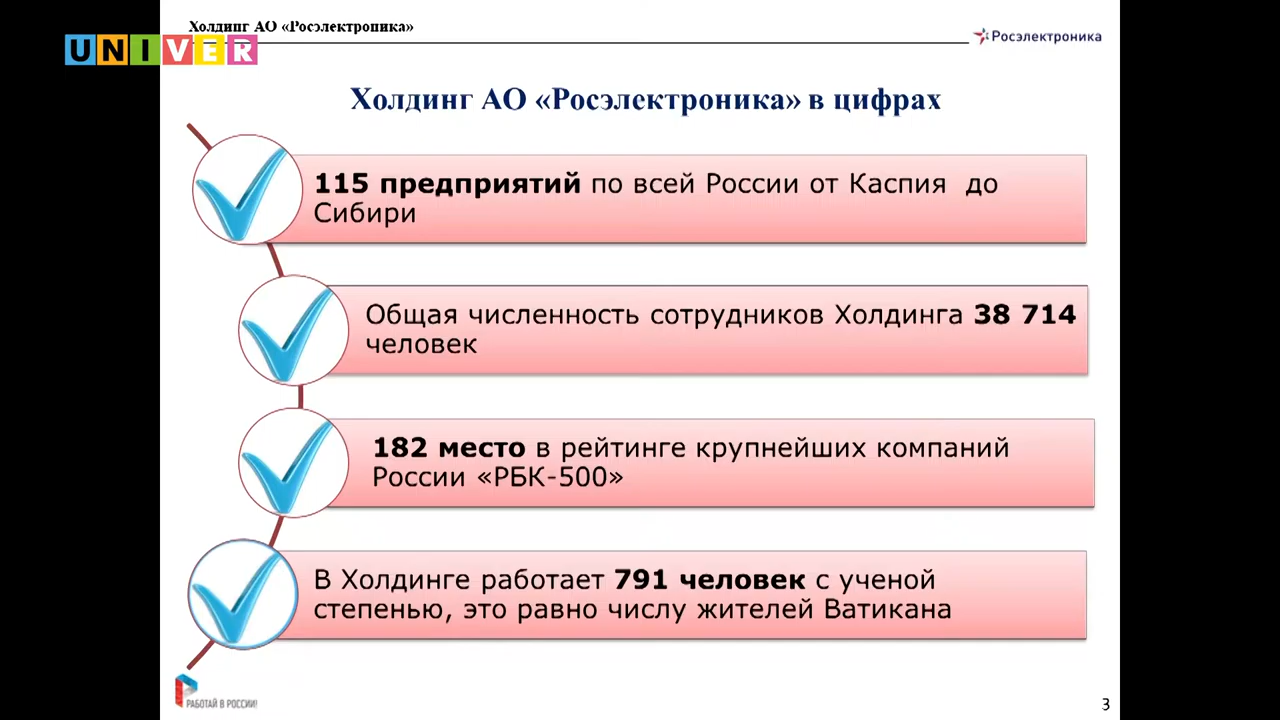 Холдинг АО «Росэлектроника»
UNIVER
Росэлектроника
Холдинг АО «Росэлектроника» в цифрах
115 предприятий по всей России от Каспия до
Сибири
Общая численность сотрудников Холдинга 38 714
человек
182 место в рейтинге крупнейших компаний
России «РБК-500»
В Холдинге работает 791 человек с ученой
степенью, это равно числу жителей Ватикана
РАБОТАЙ В РОССИИ!
3